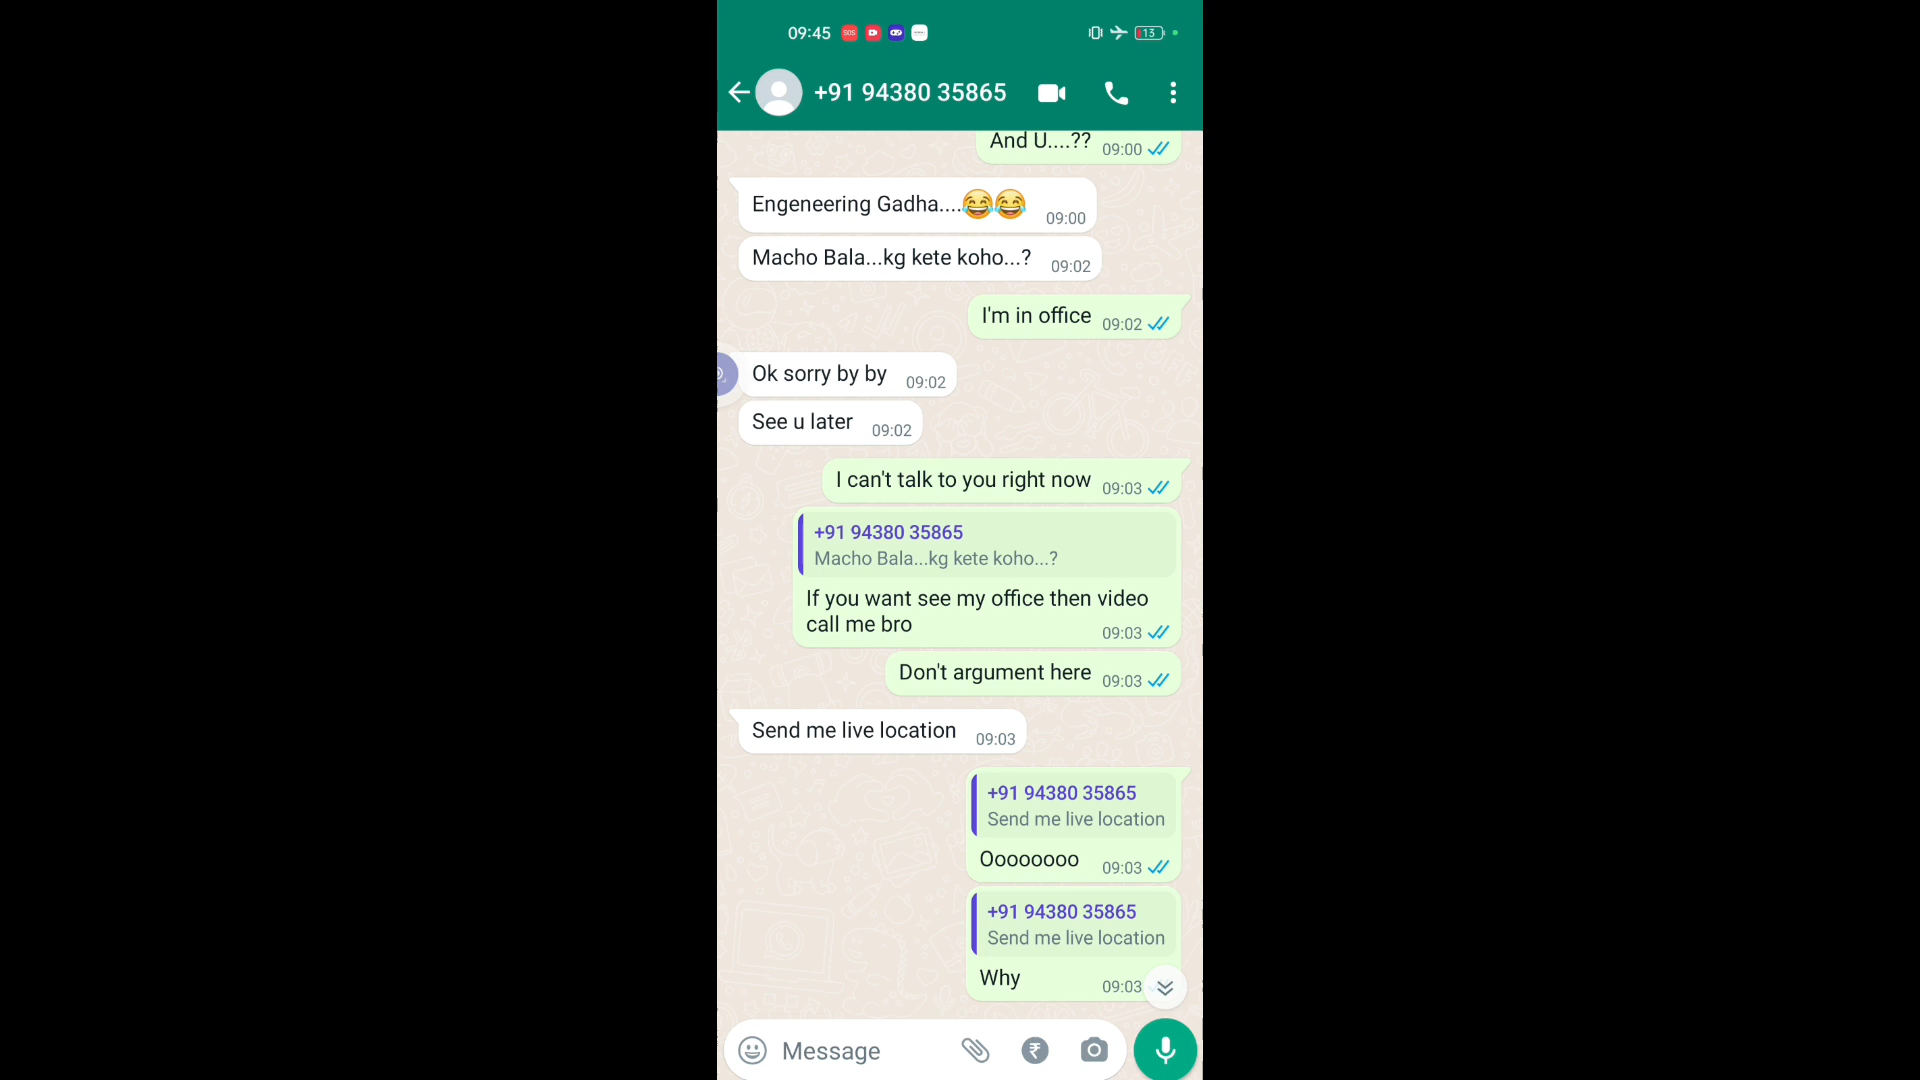 09:45 SOS 13
+91 94380 35865
And U....??
09:00
Engeneering Gadha....😂😂
09:00
Macho Bala...kg kete koho...?
09:02
I'm in office
09:02
Ok sorry by by
09:02
See u later
09:02
I can't talk to you right now
09:03
+91 94380 35865
Macho Bala...kg kete koho...?
If you want see my office then video
call me bro
09:03
Don't argument here
09:03
Send me live location
09:03
+91 94380 35865
Send me live location
Oooooooo
09:03
+91 94380 35865
Send me live location
Why
09:03
Message